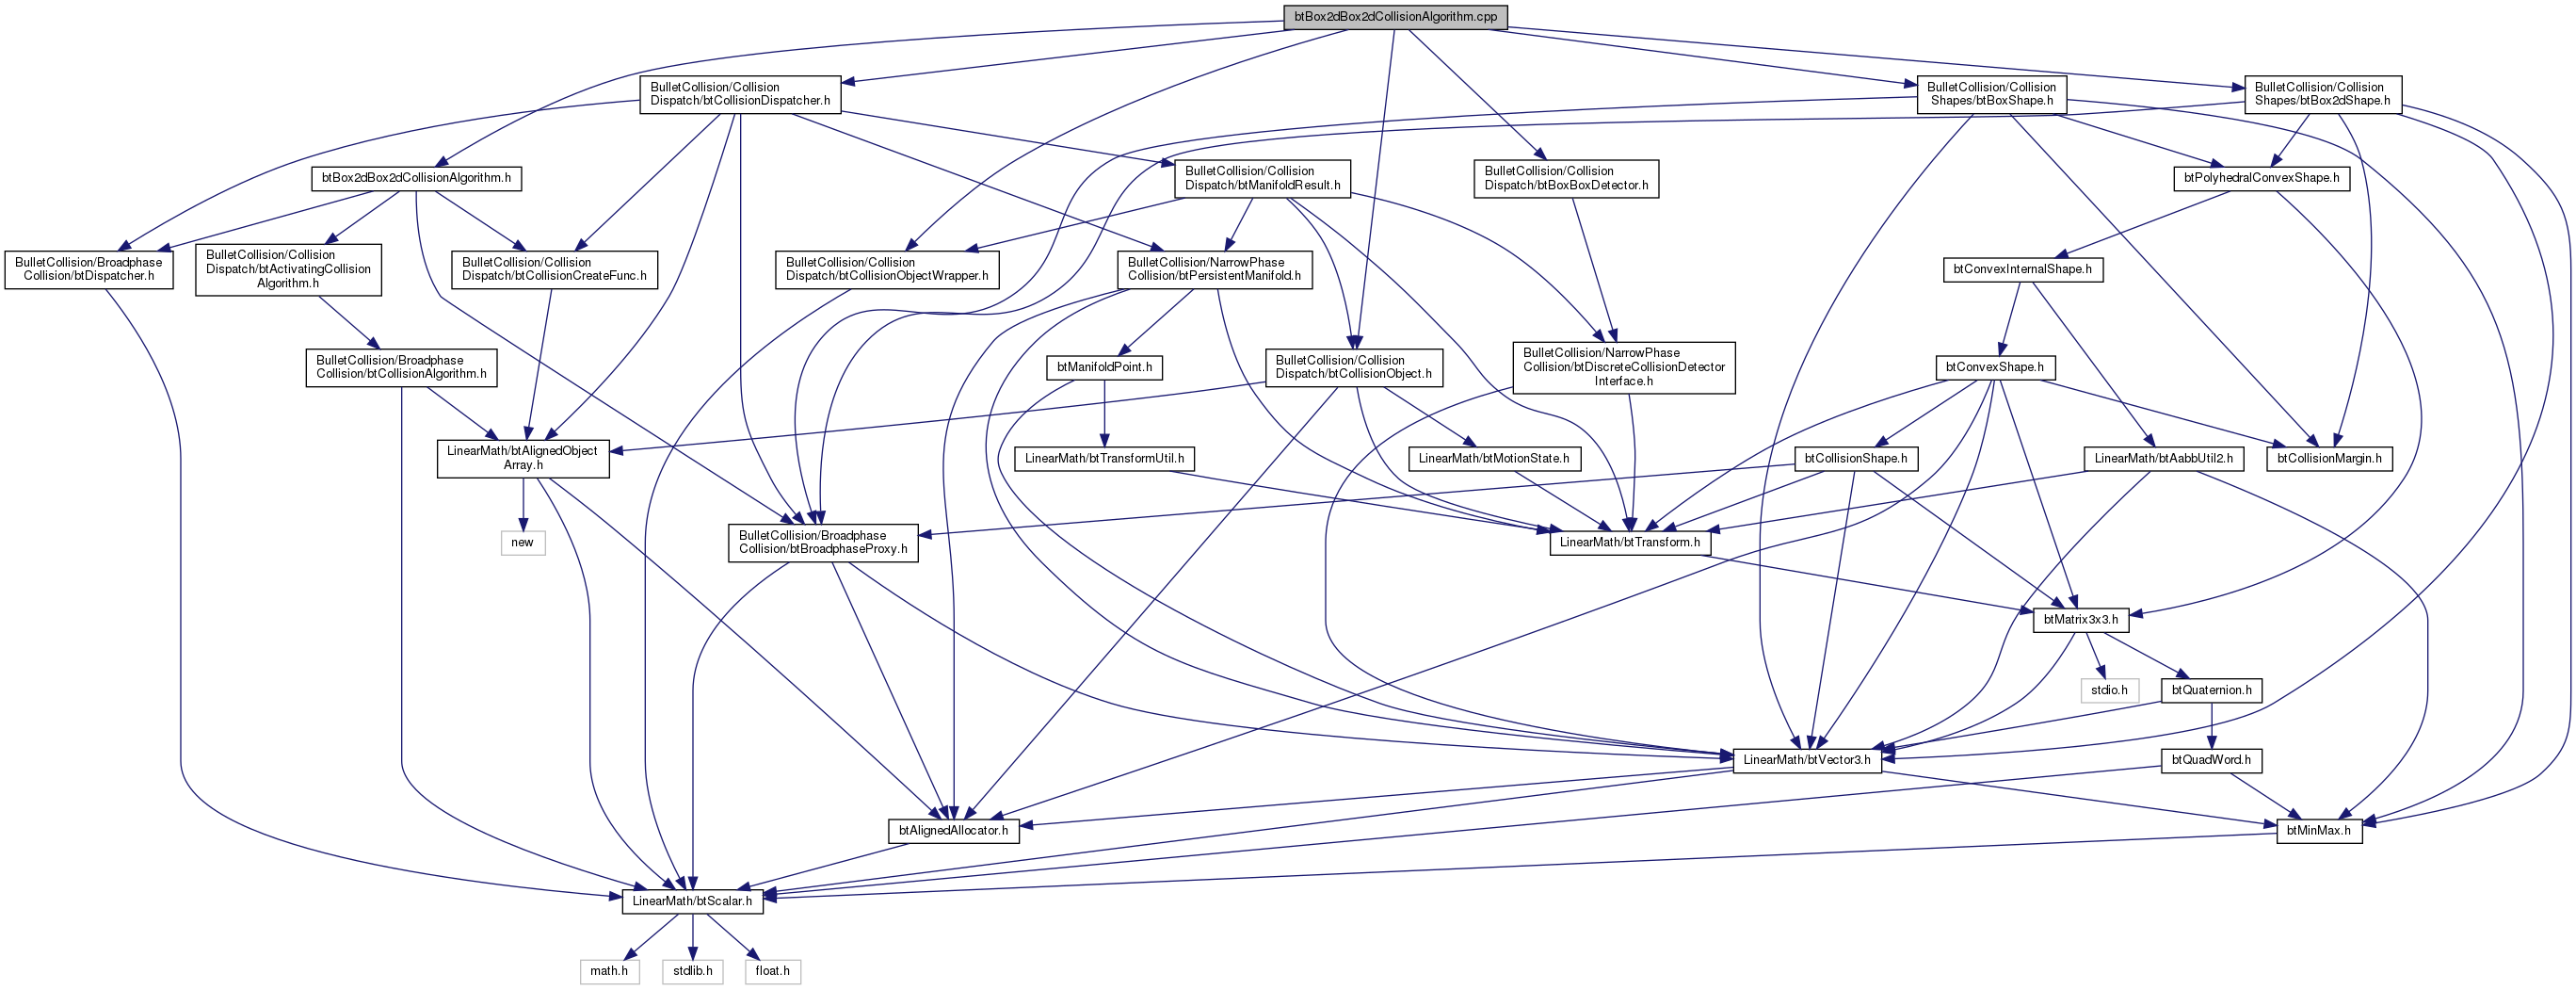 btBox2dBox2dCollisionAlgorithm.cpp
BulletCollision/Collision
Dispatch/btCollisionDispatcher.h
BulletCollision/Collision
Shapes/btBoxShape.h
BulletCollision/Collision
Shapes/btBox2dShape.h
btBox2dBox2dCollisionAlgorithm.h
BulletCollision/Collision
Dispatch/btManifoldResult.h
BulletCollision/Collision
Dispatch/btBoxBoxDetector.h
btPolyhedralConvexShape.h
BulletCollision/Broadphase
Collision/btDispatcher.h
BulletCollision/Collision
Dispatch/btActivatingCollision
Algorithm.h
BulletCollision/Collision
Dispatch/btCollisionCreateFunc.h
BulletCollision/Collision
Dispatch/btCollisionObjectWrapper.h
BulletCollision/NarrowPhase
Collision/btPersistentManifold.h
btConvexInternalShape.h
BulletCollision/Broadphase
Collision/btCollisionAlgorithm.h
btManifoldPoint.h
BulletCollision/Collision
Dispatch/btCollisionObject.h
BulletCollision/NarrowPhase
Collision/btDiscreteCollisionDetector
Interface.h
btConvexShape.h
LinearMath/btAlignedObject
Array.h
LinearMath/btTransformUtil.h
LinearMath/btMotionState.h
btCollisionShape.h
LinearMath/btAabbUtil2.h
btCollisionMargin.h
new
BulletCollision/Broadphase
Collision/btBroadphaseProxy.h
LinearMath/btTransform.h
btMatrix3x3.h
stdio.h
btQuaternion.h
LinearMath/btVector3.h
btQuadWord.h
btAlignedAllocator.h
btMinMax.h
LinearMath/btScalar.h
math.h
stdlib.h
float.h